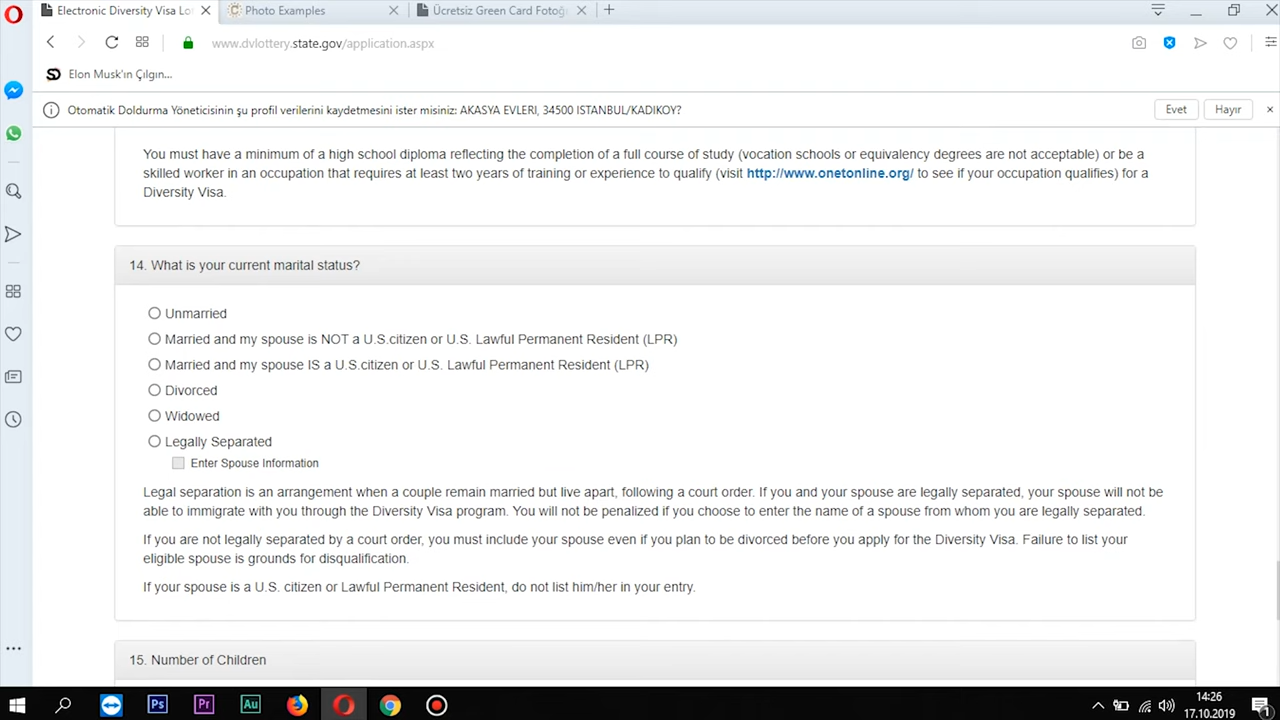 Electronic Diversity Visa Lo
Photo Examples
Ücretsiz Green Card Fotoğ
www.dvlottery.state.gov/application.aspx
SD Elon Musk'ın Çılgın...
Otomatik Doldurma Yöneticisinin şu profil verilerini kaydetmesini ister misiniz: AKASYA EVLERI, 34500 ISTANBUL/KADIKOY?
Evet
Hayır
You must have a minimum of a high school diploma reflecting the completion of a full course of study (vocation schools or equivalency degrees are not acceptable) or be a
skilled worker in an occupation that requires at least two years of training or experience to qualify (visit http://www.onetonline.org/ to see if your occupation qualifies) for a
Diversity Visa.
14. What is your current marital status?
Unmarried
Married and my spouse is NOT a U.S.citizen or U.S. Lawful Permanent Resident (LPR)
Married and my spouse IS a U.S.citizen or U.S. Lawful Permanent Resident (LPR)
Divorced
Widowed
Legally Separated
Enter Spouse Information
Legal separation is an arrangement when a couple remain married but live apart, following a court order. If you and your spouse are legally separated, your spouse will not be
able to immigrate with you through the Diversity Visa program. You will not be penalized if you choose to enter the name of a spouse from whom you are legally separated.
If you are not legally separated by a court order, you must include your spouse even if you plan to be divorced before you apply for the Diversity Visa. Failure to list your
eligible spouse is grounds for disqualification.
If your spouse is a U.S. citizen or Lawful Permanent Resident, do not list him/her in your entry.
15. Number of Children
Ps
Pr
Au
14:26
17.10.2019
1